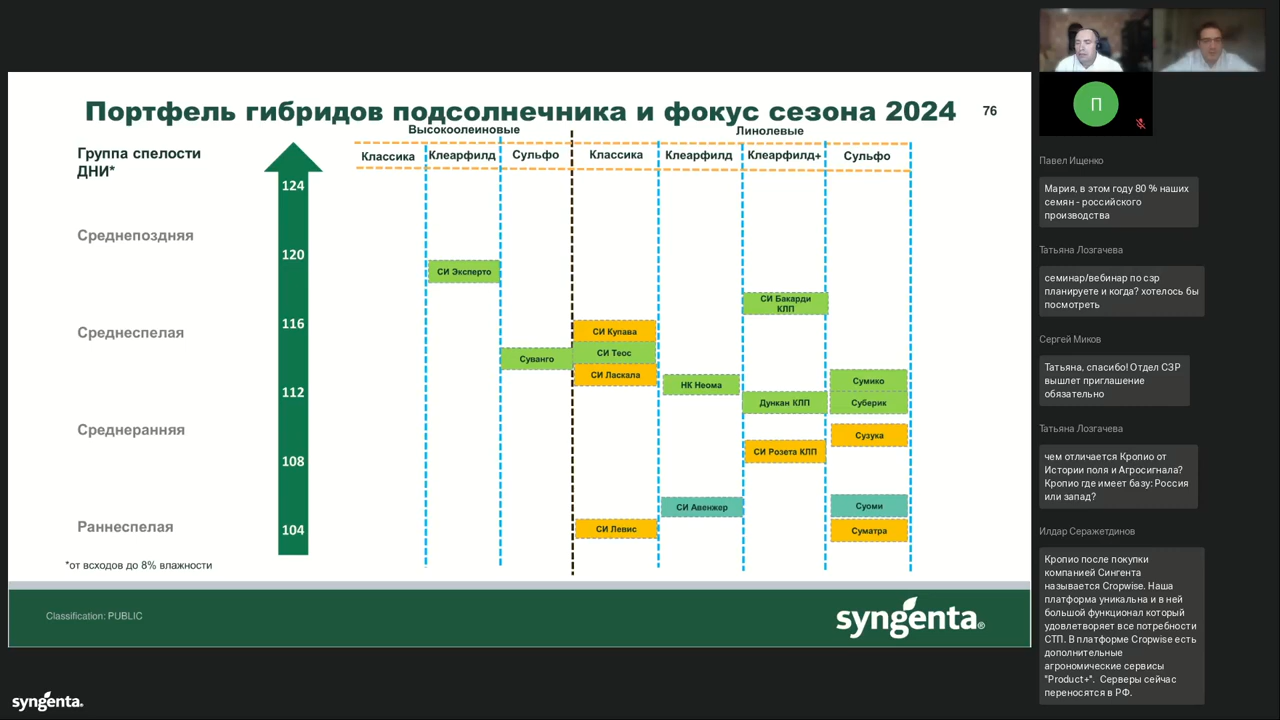 Портфель гибридов подсолнечника и фокус сезона 2024
76
Высокоолеиновые
Линолевые
Группа спелости
ДНИ*
Классика
Клеарфилд
Сульфо
Классика
Клеарфилд
Клеарфилд+
Сульфо
124
Среднепоздняя
120
СИ Эксперто
СИ Бакарди
КЛП
Среднеспелая
116
СИ Купава
СИ Теос
Суванго
СИ Ласкала
НК Неома
Сумико
112
Дункан КЛП
Суберик
Среднеранняя
Сузука
108
СИ Розета КЛП
СИ Авенжер
Суоми
Раннеспелая
104
СИ Левис
Суматра
*от всходов до 8% влажности
Classification: PUBLIC
syngenta®
syngenta®
П
Павел Ищенко
Мария, в этом году 80 % наших
семян - российского
производства
Татьяна Лозгачева
семинар/вебинар по сзр
планируете и когда? хотелось бы
посмотреть
Сергей Миков
Татьяна, спасибо! Отдел СЗР
вышлет приглашение
обязательно
Татьяна Лозгачева
чем отличается Кропио от
Истории поля и Агросигнала?
Кропио где имеет базу: Россия
или запад?
Илдар Серажетдинов
Кропио после покупки
компанией Сингента
называется Cropwise. Наша
платформа уникальна и в ней
большой функционал который
удовлетворяет все потребности
СТП. В платформе Cropwise есть
дополнительные
агрономические сервисы
"Product+". Серверы сейчас
переносятся в РФ.